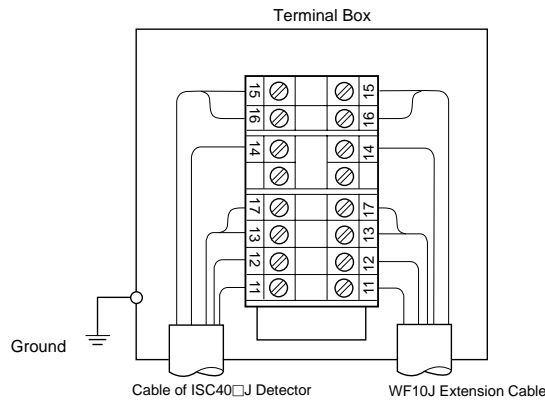 Terminal Box
15 15
16 16
14 14
17 17
13 13
12 12
11 11
Ground
Cable of ISC40□J Detector
WF10J Extension Cable